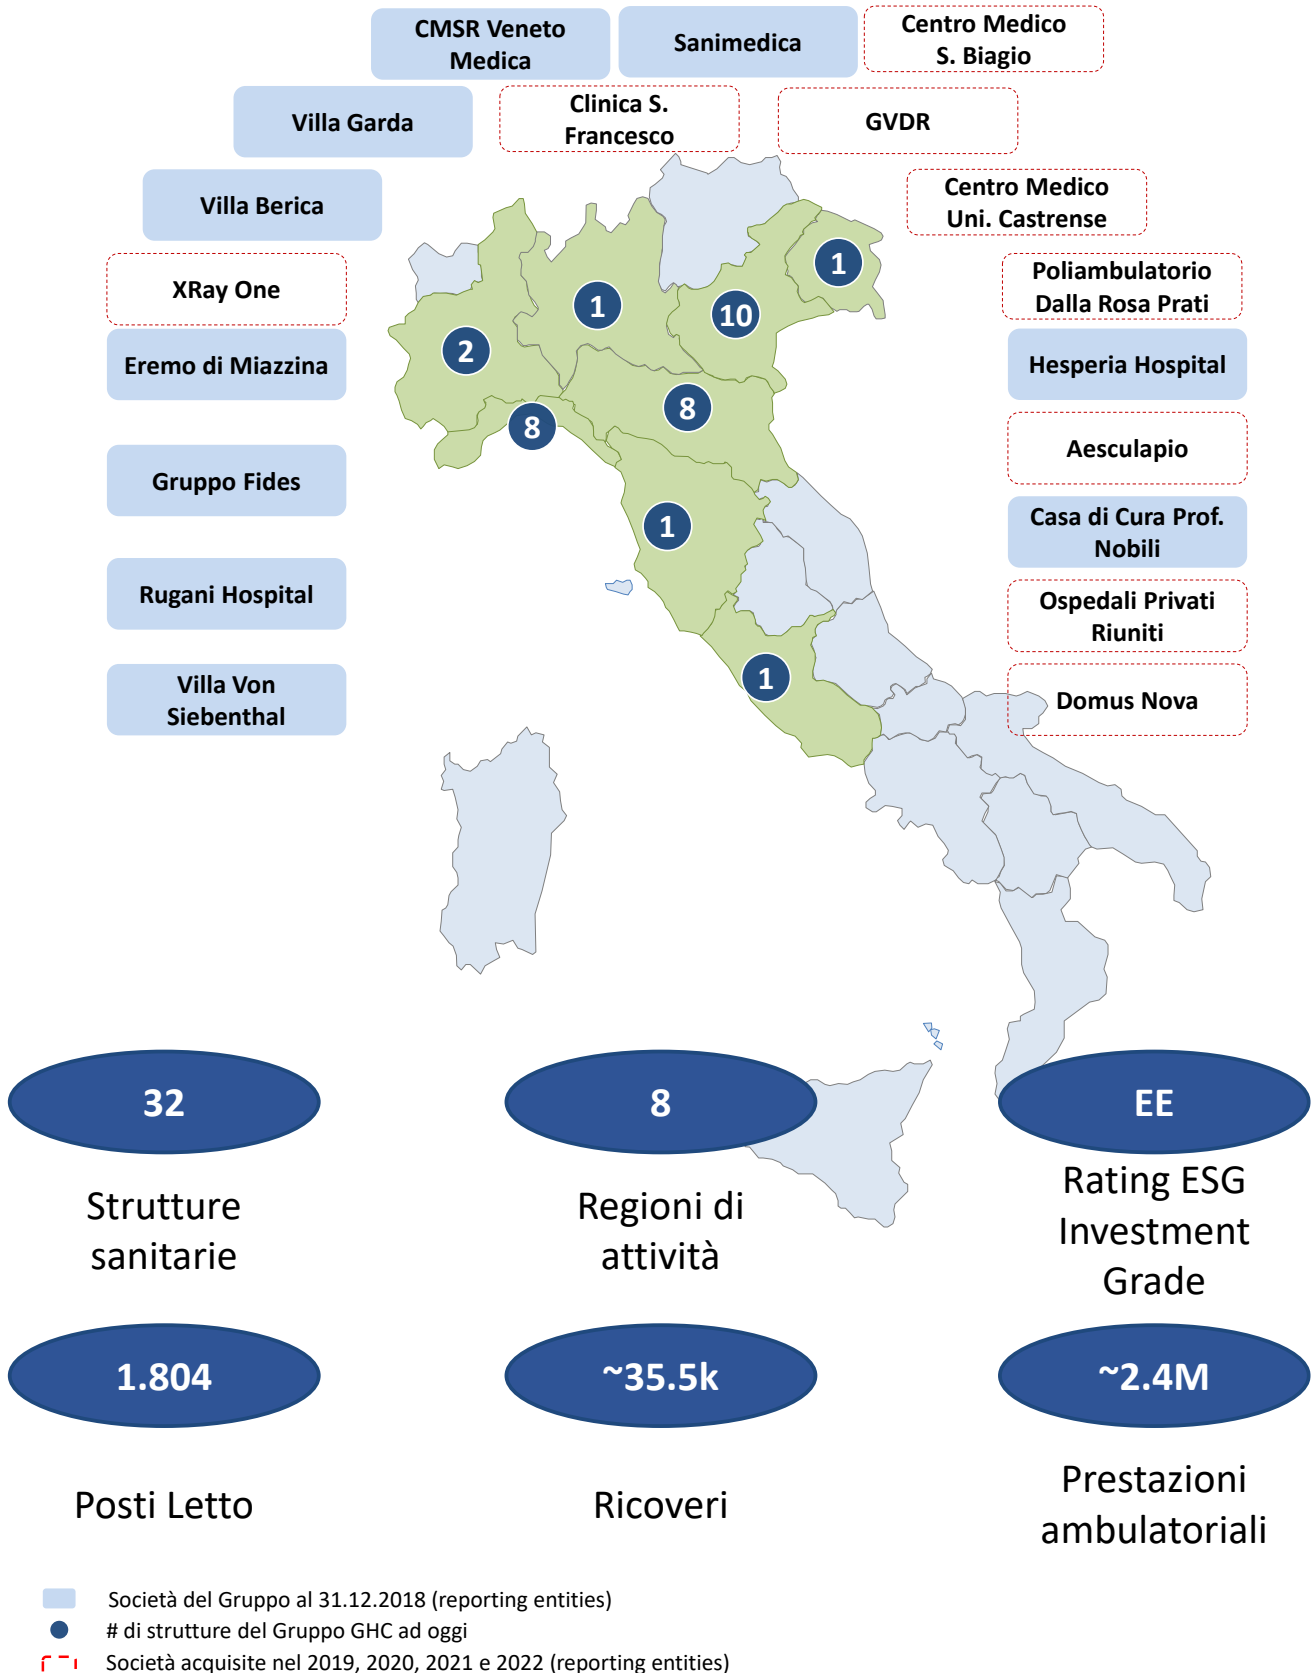 CMSR Veneto
Medica
Sanimedica
Centro Medico
S. Biagio
Villa Garda
Clinica S.
Francesco
GVDR
Villa Berica
Centro Medico
Uni. Castrense
XRay One
Poliambulatorio
Dalla Rosa Prati
Eremo di Miazzina
Hesperia Hospital
Gruppo Fides
Aesculapio
Casa di Cura Prof.
Nobili
Rugani Hospital
Ospedali Privati
Riuniti
Villa Von
Siebenthal
Domus Nova
1
1
10
2
8
8
1
1
32
Strutture
sanitarie
8
Regioni di
attività
EE
Rating ESG
Investment
Grade
1.804
Posti Letto
~35.5k
Ricoveri
~2.4M
Prestazioni
ambulatoriali
Società del Gruppo al 31.12.2018 (reporting entities)
# di strutture del Gruppo GHC ad oggi
Società acquisite nel 2019, 2020, 2021 e 2022 (reporting entities)